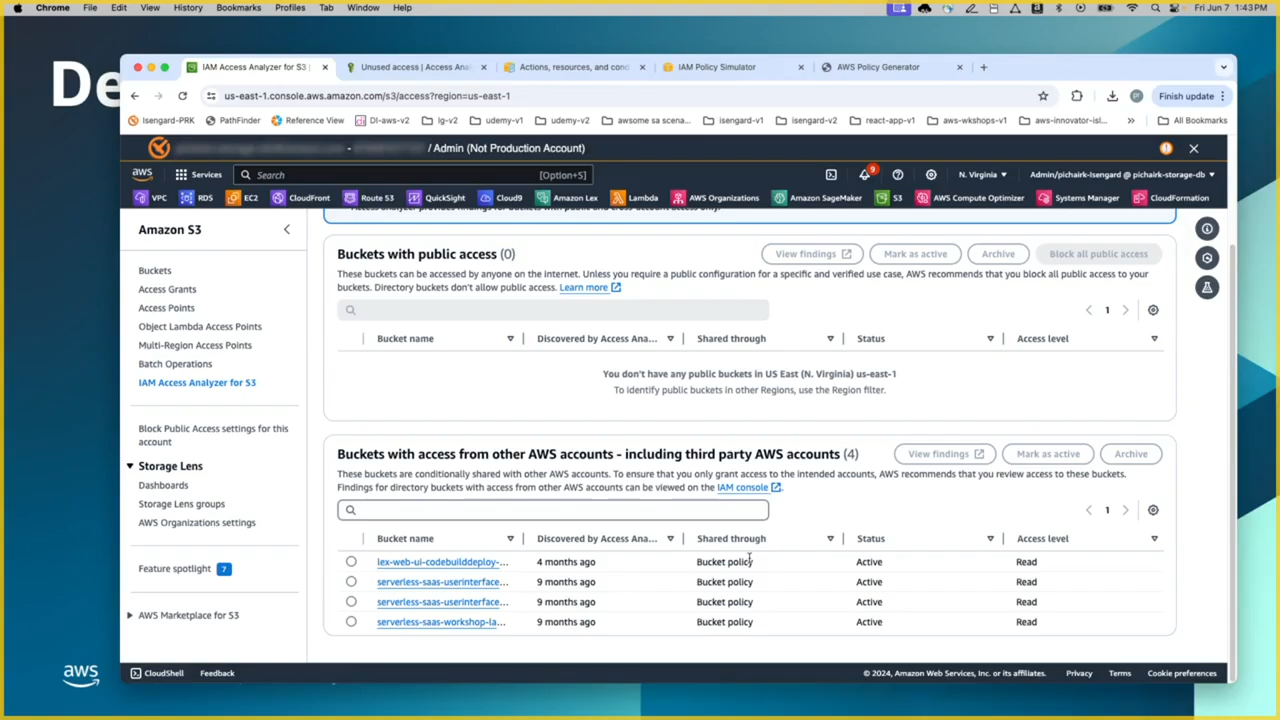 Chrome File Edit View History Bookmarks Profiles Tab Window Help Fri Jun 7 1:43PM
De
IAM Access Analyzer for S3 Unused access | Access Ana Actions, resources, and con IAM Policy Simulator AWS Policy Generator
us-east-1.console.aws.amazon.com/s3/access?region=us-east-1 Finish update
Isengard-PRK PathFinder Reference View DI-aws-v2 lg-v2 udemy-v1 udemy-v2 awsome sa scena... isengard-v1 isengard-v2 react-app-v1 aws-wkshops-v1 aws-innovator-isl... » All Bookmarks
/ Admin (Not Production Account)
aws Services Search [Option+S] 9 N. Virginia Admin/pichairk-Isengard @ pichairk-storage-db
VPC RDS EC2 CloudFront Route 53 QuickSight Cloud9 Amazon Lex Lambda AWS Organizations Amazon SageMaker S3 AWS Compute Optimizer Systems Manager CloudFormation
Amazon S3
Buckets
Access Grants
Access Points
Object Lambda Access Points
Multi-Region Access Points
Batch Operations
IAM Access Analyzer for S3
Block Public Access settings for this
account
Storage Lens
Dashboards
Storage Lens groups
AWS Organizations settings
Feature spotlight 7
AWS Marketplace for S3
Buckets with public access (0) View findings Mark as active Archive Block all public access
These buckets can be accessed by anyone on the internet. Unless you require a public configuration for a specific and verified use case, AWS recommends that you block all public access to your
buckets. Directory buckets don't allow public access. Learn more
1
Bucket name Discovered by Access Ana... Shared through Status Access level
You don't have any public buckets in US East (N. Virginia) us-east-1
To identify public buckets in other Regions, use the Region filter.
Buckets with access from other AWS accounts - including third party AWS accounts (4) View findings Mark as active Archive
These buckets are conditionally shared with other AWS accounts. To ensure that you only grant access to the intended accounts, AWS recommends that you review access to these buckets.
Findings for directory buckets with access from other AWS accounts can be viewed on the IAM console.
1
Bucket name Discovered by Access Ana... Shared through Status Access level
lex-web-ui-codebuilddeploy-... 4 months ago Bucket policy Active Read
serverless-saas-userinterface... 9 months ago Bucket policy Active Read
serverless-saas-userinterface... 9 months ago Bucket policy Active Read
serverless-saas-workshop-la... 9 months ago Bucket policy Active Read
CloudShell Feedback © 2024, Amazon Web Services, Inc. or its affiliates. Privacy Terms Cookie preferences
aws